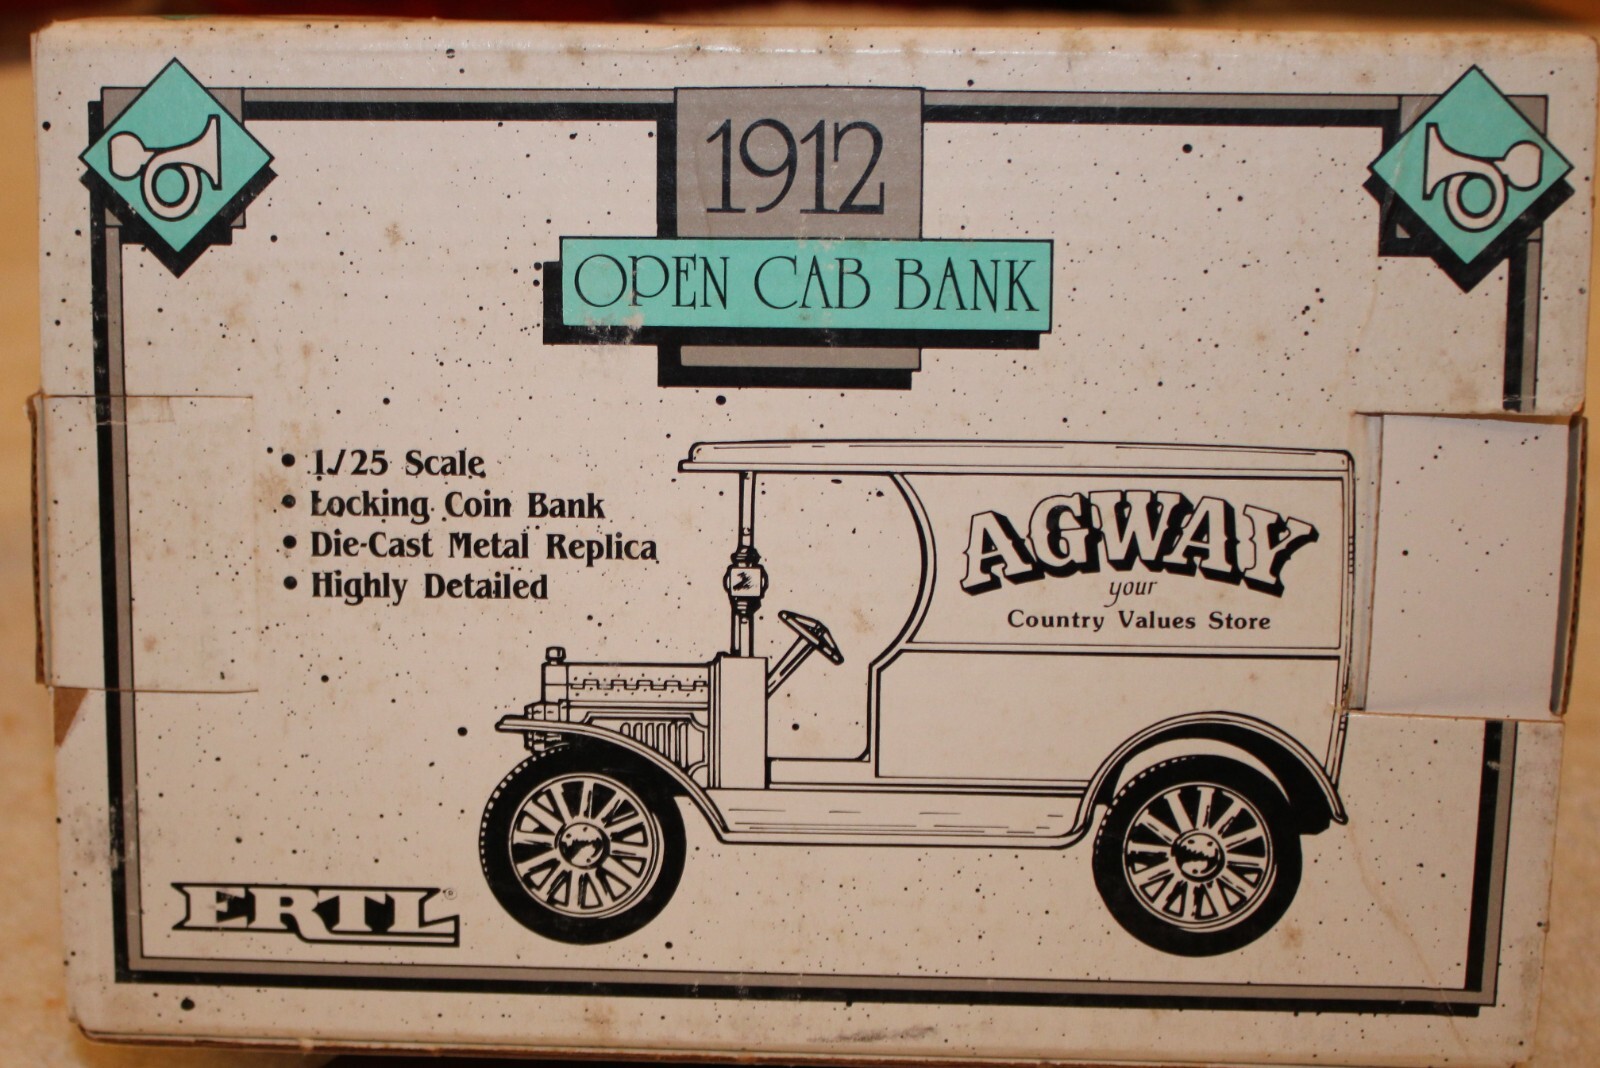 1912
OPEN CAB BANK
• 1/25 Scale
• Locking Coin Bank
• Die-Cast Metal Replica
• Highly Detailed
AGWAY
your
Country Values Store
ERTL®